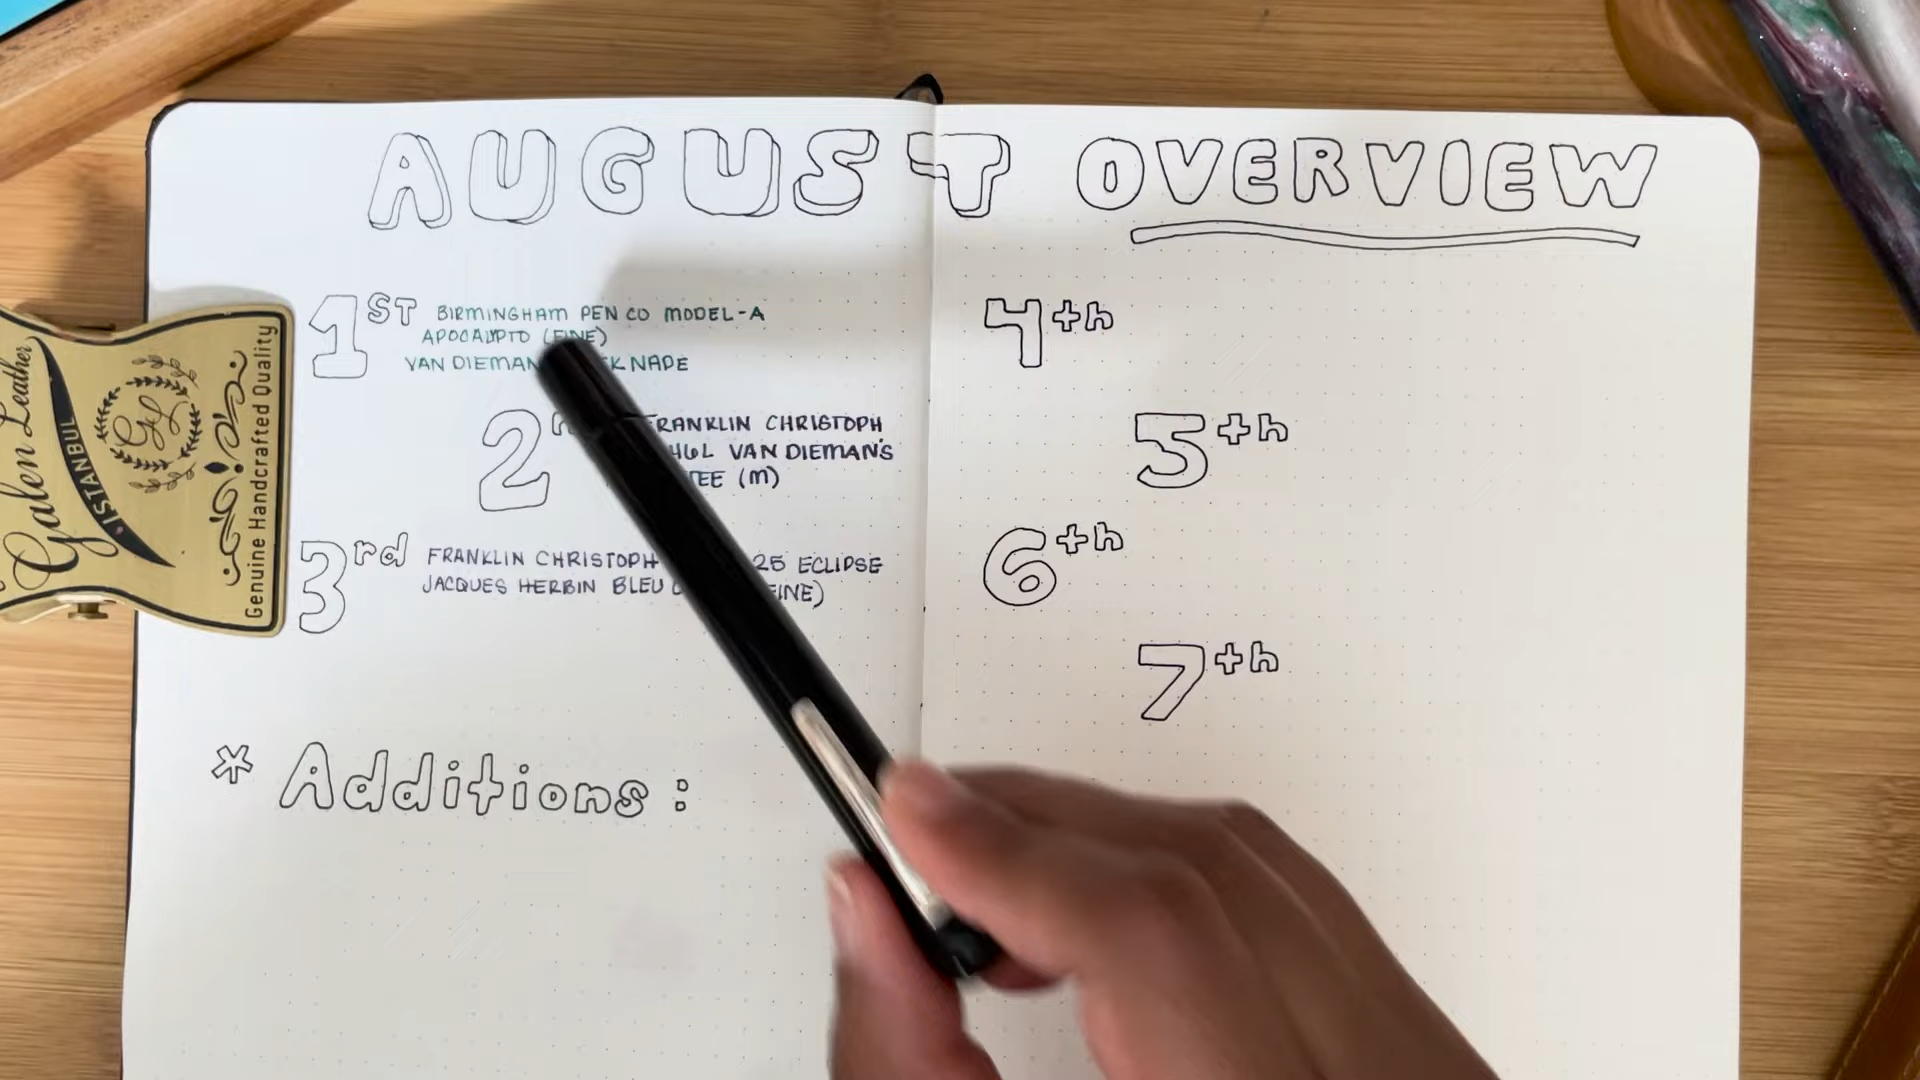 AUGUST OVERVIEW
1ST BIRMINGHAM PEN CO MODEL-A
APOCALYPTO (FINE)
VAN DIEMAN
2 FRANKLIN CHRISTOPH
VAN DIEMAN'S
(M)
3rd FRANKLIN CHRISTOPH 25 ECLIPSE
JACQUES HERBIN BLEU
* Additions:
4th
5th
6th
7th
Galen Leather
• ISTANBUL •
GL
Genuine Handcrafted Quality